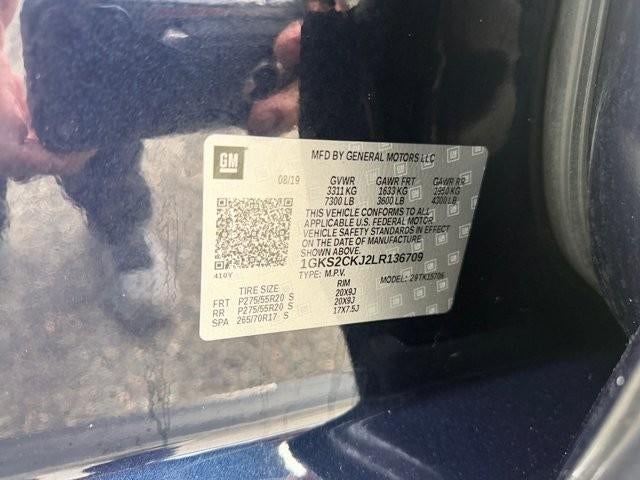 GM
MFD BY GENERAL MOTORS LLC
08/19 GVWR GAWR FRT GAWR RR
3311 KG 1633 KG 1950 KG
7300 LB 3600 LB 4300 LB
THIS VEHICLE CONFORMS TO ALL
APPLICABLE U.S. FEDERAL MOTOR
VEHICLE SAFETY STANDARDS IN EFFECT
ON THE DATE OF MANUFACTURE
SHOWN ABOVE.
1GKS2CKJ2LR136709
410Y TYPE: M.P.V. MODEL:
TIRE SIZE RIM
FRT P275/55R20 S 20X9J
RR P275/55R20 S 20X9J
SPA 265/70R17 S 17X7.5J